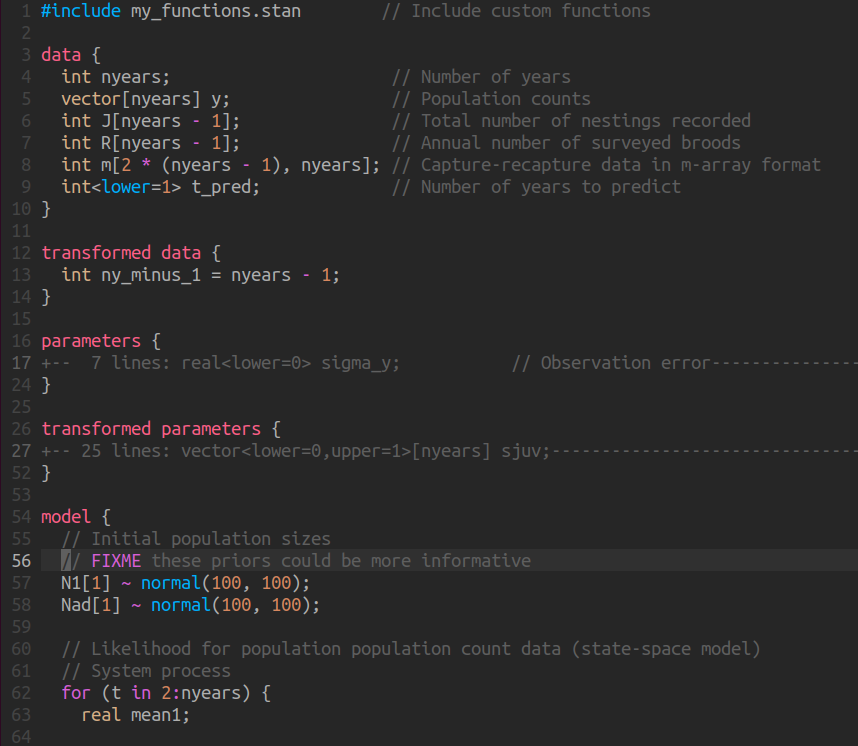 1 #include my_functions.stan // Include custom functions
2
3 data {
4 int nyears; // Number of years
5 vector[nyears] y; // Population counts
6 int J[nyears - 1]; // Total number of nestings recorded
7 int R[nyears - 1]; // Annual number of surveyed broods
8 int m[2 * (nyears - 1), nyears]; // Capture-recapture data in m-array format
9 int<lower=1> t_pred; // Number of years to predict
10 }
11
12 transformed data {
13 int ny_minus_1 = nyears - 1;
14 }
15
16 parameters {
17 +-- 7 lines: real<lower=0> sigma_y; // Observation error---------------
24 }
25
26 transformed parameters {
27 +-- 25 lines: vector<lower=0,upper=1>[nyears] sjuv;-------------------------------
52 }
53
54 model {
55 // Initial population sizes
56 // FIXME these priors could be more informative
57 N1[1] ~ normal(100, 100);
58 Nad[1] ~ normal(100, 100);
59
60 // Likelihood for population population count data (state-space model)
61 // System process
62 for (t in 2:nyears) {
63 real mean1;
64